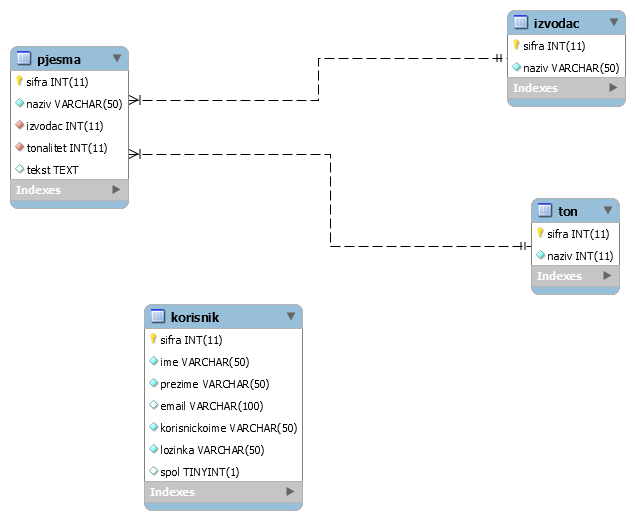 pjesma
sifra INT(11)
naziv VARCHAR(50)
izvodac INT(11)
tonalitet INT(11)
tekst TEXT
Indexes
izvodac
sifra INT(11)
naziv VARCHAR(50)
Indexes
ton
sifra INT(11)
naziv INT(11)
Indexes
korisnik
sifra INT(11)
ime VARCHAR(50)
prezime VARCHAR(50)
email VARCHAR(100)
korisnickoime VARCHAR(50)
lozinka VARCHAR(50)
spol TINYINT(1)
Indexes